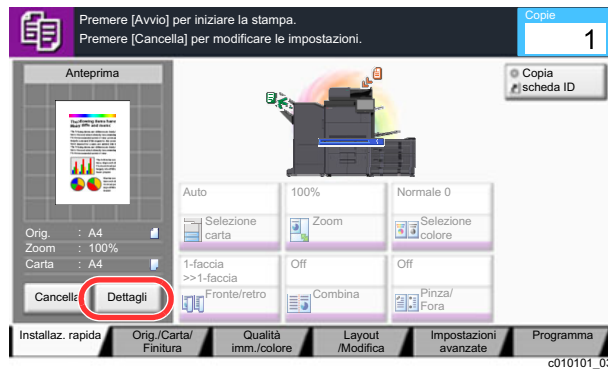 Premere [Avvio] per iniziare la stampa.
Premere [Cancella] per modificare le impostazioni.
Copie
1
Anteprima
Copia
scheda ID
Orig. : A4
Zoom : 100%
Carta : A4
Cancella
Dettagli
Auto
Selezione
carta
100%
Zoom
Normale 0
Selezione
colore
1-faccia
>>1-faccia
Fronte/retro
Off
Combina
Off
Pinza/
Fora
Installaz. rapida
Orig./Carta/
Finitura
Qualità
imm./colore
Layout
/Modifica
Impostazioni
avanzate
Programma